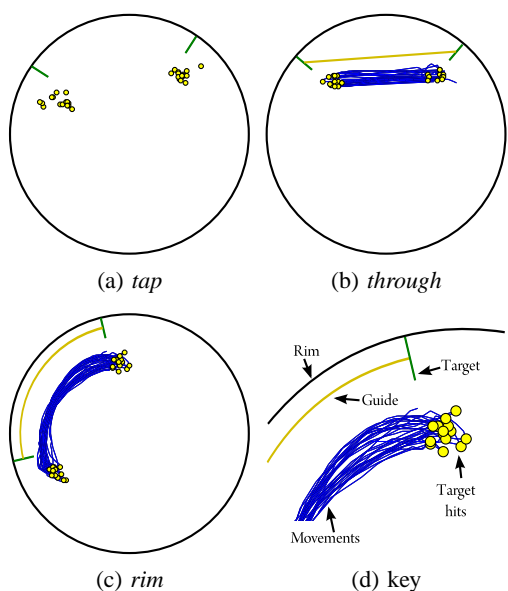 (a) tap
(b) through
Rim
Guide
Target
Target
hits
Movements
(c) rim
(d) key